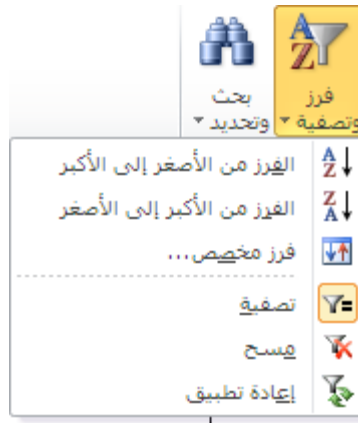 فرز
وتصفية
بحث
وتحديد
الفرز من الأصغر إلى الأكبر
الفرز من الأكبر إلى الأصغر
فرز مخصص...
تصفية
مسح
إعادة تطبيق